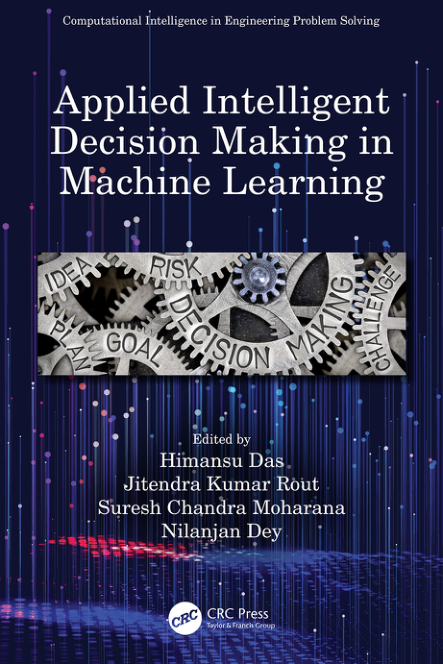 Computational Intelligence in Engineering Problem Solving
Applied Intelligent
Decision Making in
Machine Learning
IDEA
RISK
PLAN
GOAL
DECISION MAKING
CHALLENGE
Edited by
Himansu Das
Jitendra Kumar Rout
Suresh Chandra Moharana
Nilanjan Dey
CRC
CRC Press
Taylor & Francis Group